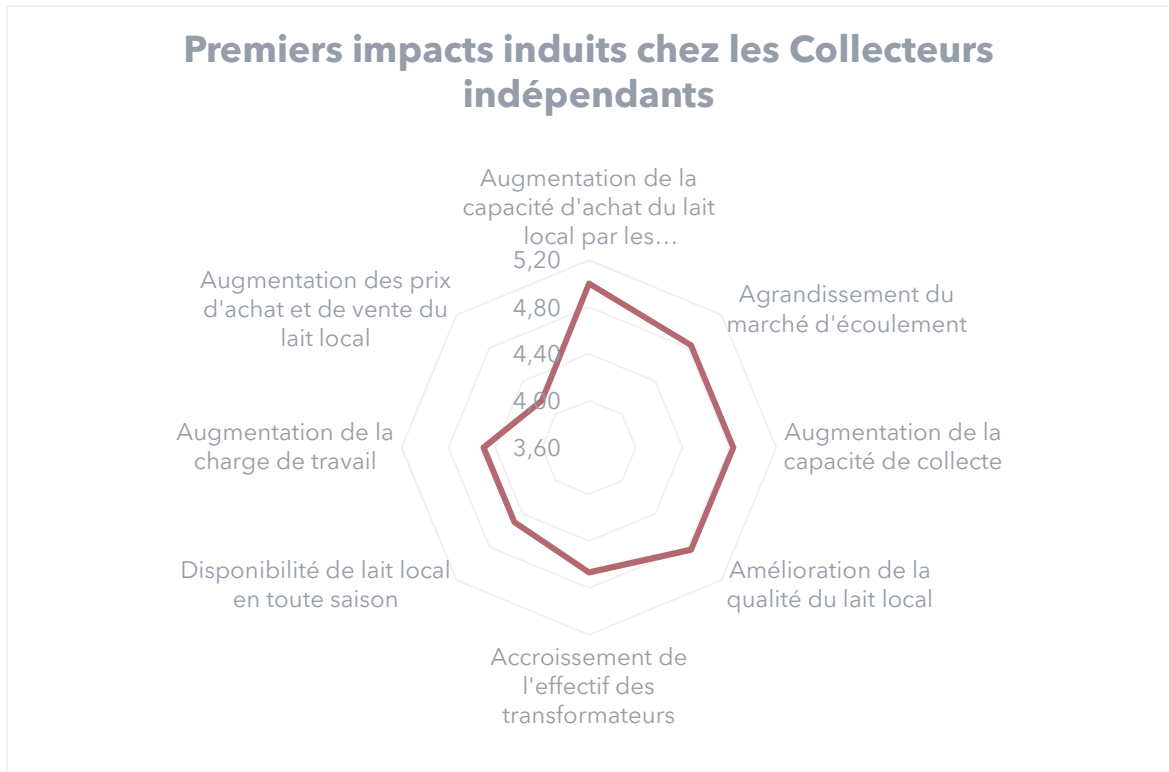 Premiers impacts induits chez les Collecteurs
indépendants
Augmentation de la
capacité d'achat du lait
local par les…
5,20
4,80
4,40
4,00
3,60
Agrandissement du
marché d'écoulement
Augmentation de la
capacité de collecte
Amélioration de la
qualité du lait local
Accroissement de
l'effectif des
transformateurs
Disponibilité de lait local
en toute saison
Augmentation de la
charge de travail
Augmentation des prix
d'achat et de vente du
lait local